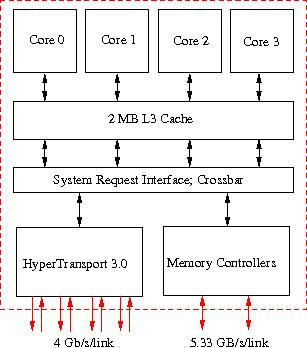 Core 0 Core 1 Core 2 Core 3
2 MB L3 Cache
System Request Interface; Crossbar
HyperTransport 3.0 Memory Controllers
4 Gb/s/link 5.33 GB/s/link